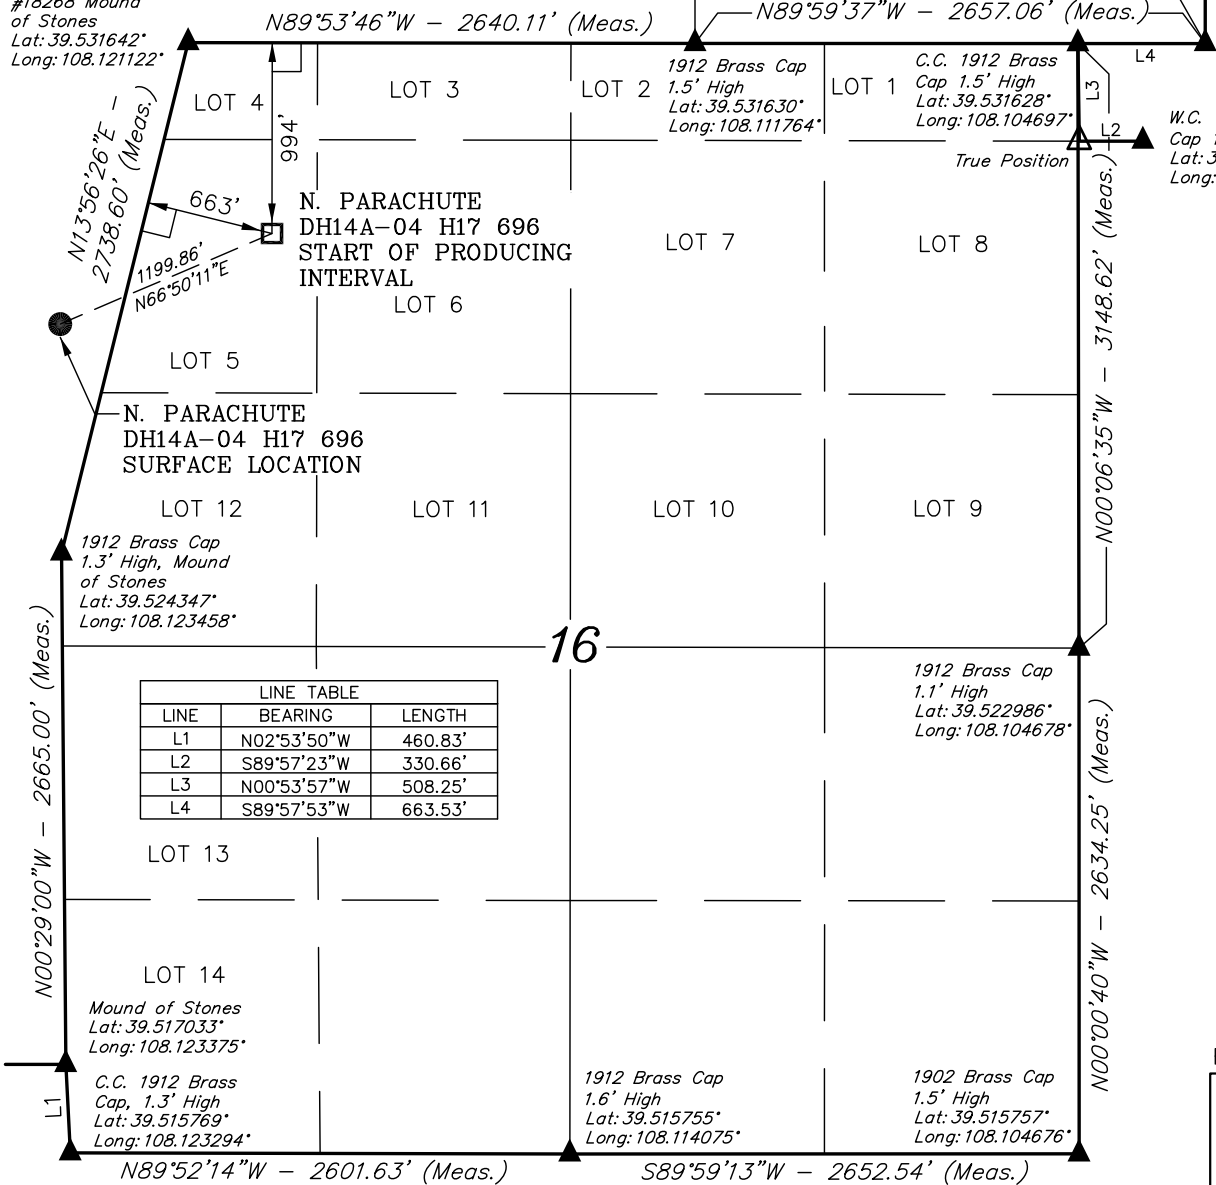 #18268 Mound
of Stones
Lat: 39.531642°
Long: 108.121122°
N89°53'46"W - 2640.11' (Meas.)
N89°59'37"W - 2657.06' (Meas.)
1912 Brass Cap
1.5' High
Lat: 39.531630°
Long: 108.111764°
C.C. 1912 Brass
Cap 1.5' High
Lat: 39.531628°
Long: 108.104697°
L4
L3
L2
W.C.
Cap
Lat:
Long:
True Position
LOT 4
LOT 3
LOT 2
LOT 1
994'
N13°56'26"E -
2738.60' (Meas.)
663'
N. PARACHUTE
DH14A-04 H17 696
START OF PRODUCING
INTERVAL
1199.86'
N66°50'11"E
LOT 7
LOT 8
LOT 6
LOT 5
N00°06'35"W - 3148.62' (Meas.)
N. PARACHUTE
DH14A-04 H17 696
SURFACE LOCATION
LOT 12
LOT 11
LOT 10
LOT 9
1912 Brass Cap
1.3' High, Mound
of Stones
Lat: 39.524347°
Long: 108.123458°
16
N00°29'00"W - 2665.00' (Meas.)
1912 Brass Cap
1.1' High
Lat: 39.522986°
Long: 108.104678°
LINE TABLE
LINE BEARING LENGTH
L1 N02°53'50"W 460.83'
L2 S89°57'23"W 330.66'
L3 N00°53'57"W 508.25'
L4 S89°57'53"W 663.53'
N00°00'40"W - 2634.25' (Meas.)
LOT 13
LOT 14
Mound of Stones
Lat: 39.517033°
Long: 108.123375°
L1
C.C. 1912 Brass
Cap, 1.3' High
Lat: 39.515769°
Long: 108.123294°
1912 Brass Cap
1.6' High
Lat: 39.515755°
Long: 108.114075°
1902 Brass Cap
1.5' High
Lat: 39.515757°
Long: 108.104676°
N89°52'14"W - 2601.63' (Meas.)
S89°59'13"W - 2652.54' (Meas.)